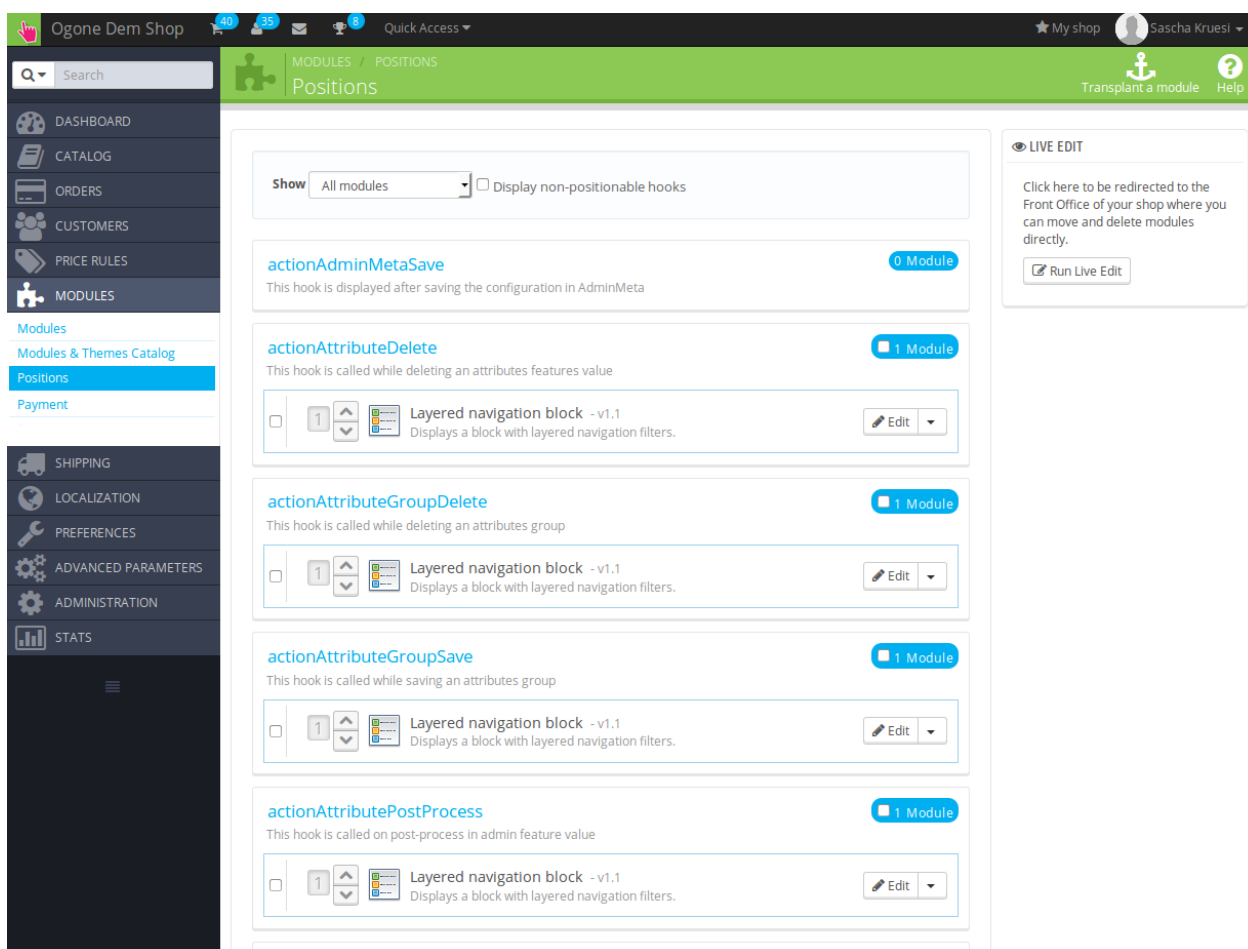 Ogone Dem Shop 40 35 8 Quick Access My shop Sascha Kruesi
Search
MODULES / POSITIONS
Positions
Transplant a module Help
DASHBOARD
CATALOG
ORDERS
CUSTOMERS
PRICE RULES
MODULES
Modules
Modules & Themes Catalog
Positions
Payment
SHIPPING
LOCALIZATION
PREFERENCES
ADVANCED PARAMETERS
ADMINISTRATION
STATS
Show All modules Display non-positionable hooks
actionAdminMetaSave 0 Module
This hook is displayed after saving the configuration in AdminMeta
actionAttributeDelete 1 Module
This hook is called while deleting an attributes features value
1 Layered navigation block - v1.1 Edit
Displays a block with layered navigation filters.
actionAttributeGroupDelete 1 Module
This hook is called while deleting an attributes group
1 Layered navigation block - v1.1 Edit
Displays a block with layered navigation filters.
actionAttributeGroupSave 1 Module
This hook is called while saving an attributes group
1 Layered navigation block - v1.1 Edit
Displays a block with layered navigation filters.
actionAttributePostProcess 1 Module
This hook is called on post-process in admin feature value
1 Layered navigation block - v1.1 Edit
Displays a block with layered navigation filters.
LIVE EDIT
Click here to be redirected to the
Front Office of your shop where you
can move and delete modules
directly.
Run Live Edit